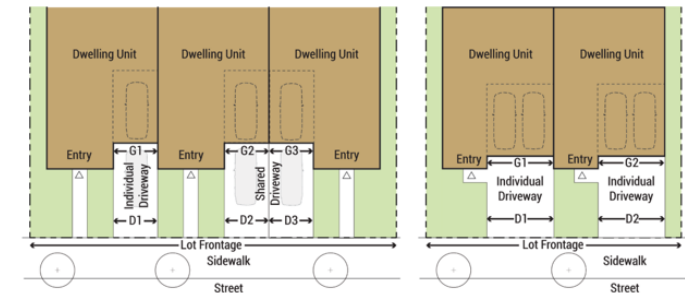 Dwelling Unit
Dwelling Unit
Dwelling Unit
Entry
G1
Entry
G2
G3
Entry
Individual
Driveway
Shared
Driveway
D1
D2
D3
Lot Frontage
Sidewalk
Street
Dwelling Unit
Dwelling Unit
Entry
G1
Entry
G2
Individual
Driveway
Individual
Driveway
D1
D2
Lot Frontage
Sidewalk
Street